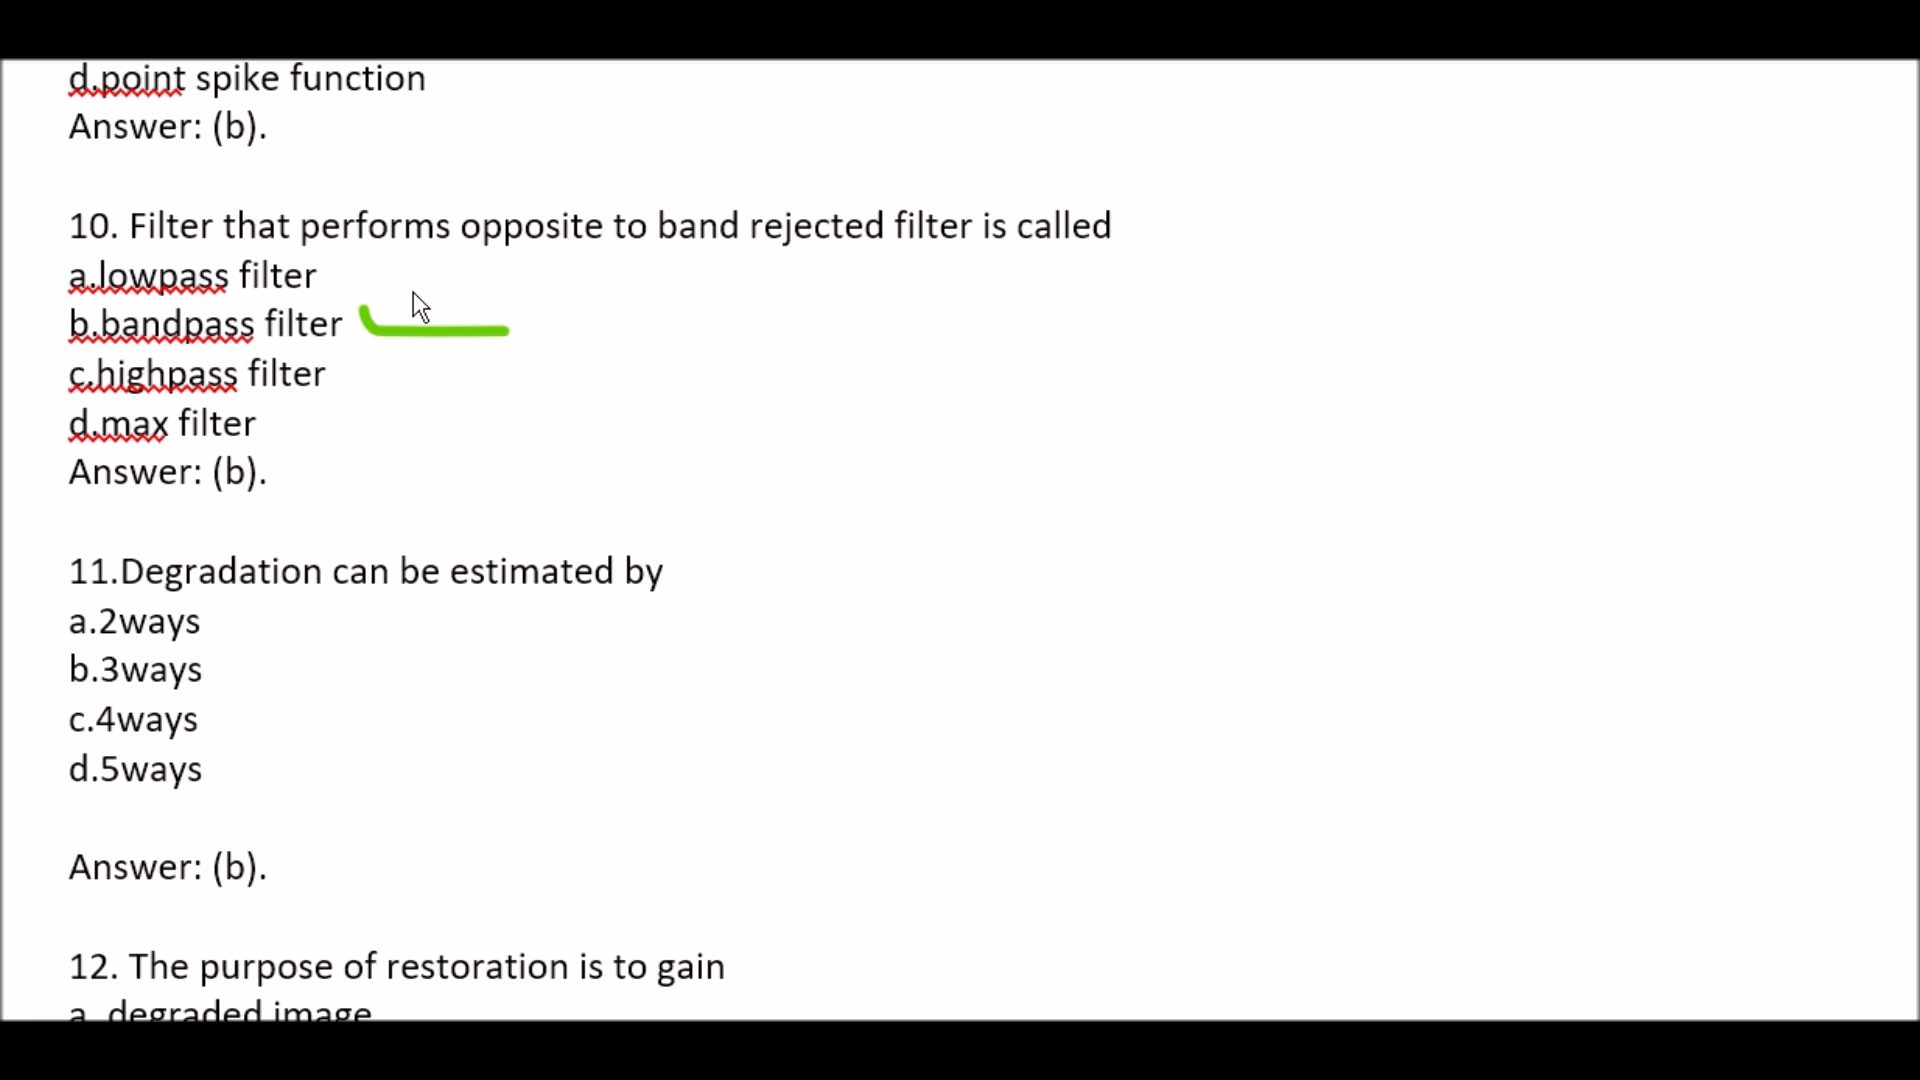 d.point spike function
Answer: (b).
10. Filter that performs opposite to band rejected filter is called
a.lowpass filter
b.bandpass filter
c.highpass filter
d.max filter
Answer: (b).
11.Degradation can be estimated by
a.2ways
b.3ways
c.4ways
d.5ways
Answer: (b).
12. The purpose of restoration is to gain
a. degraded image